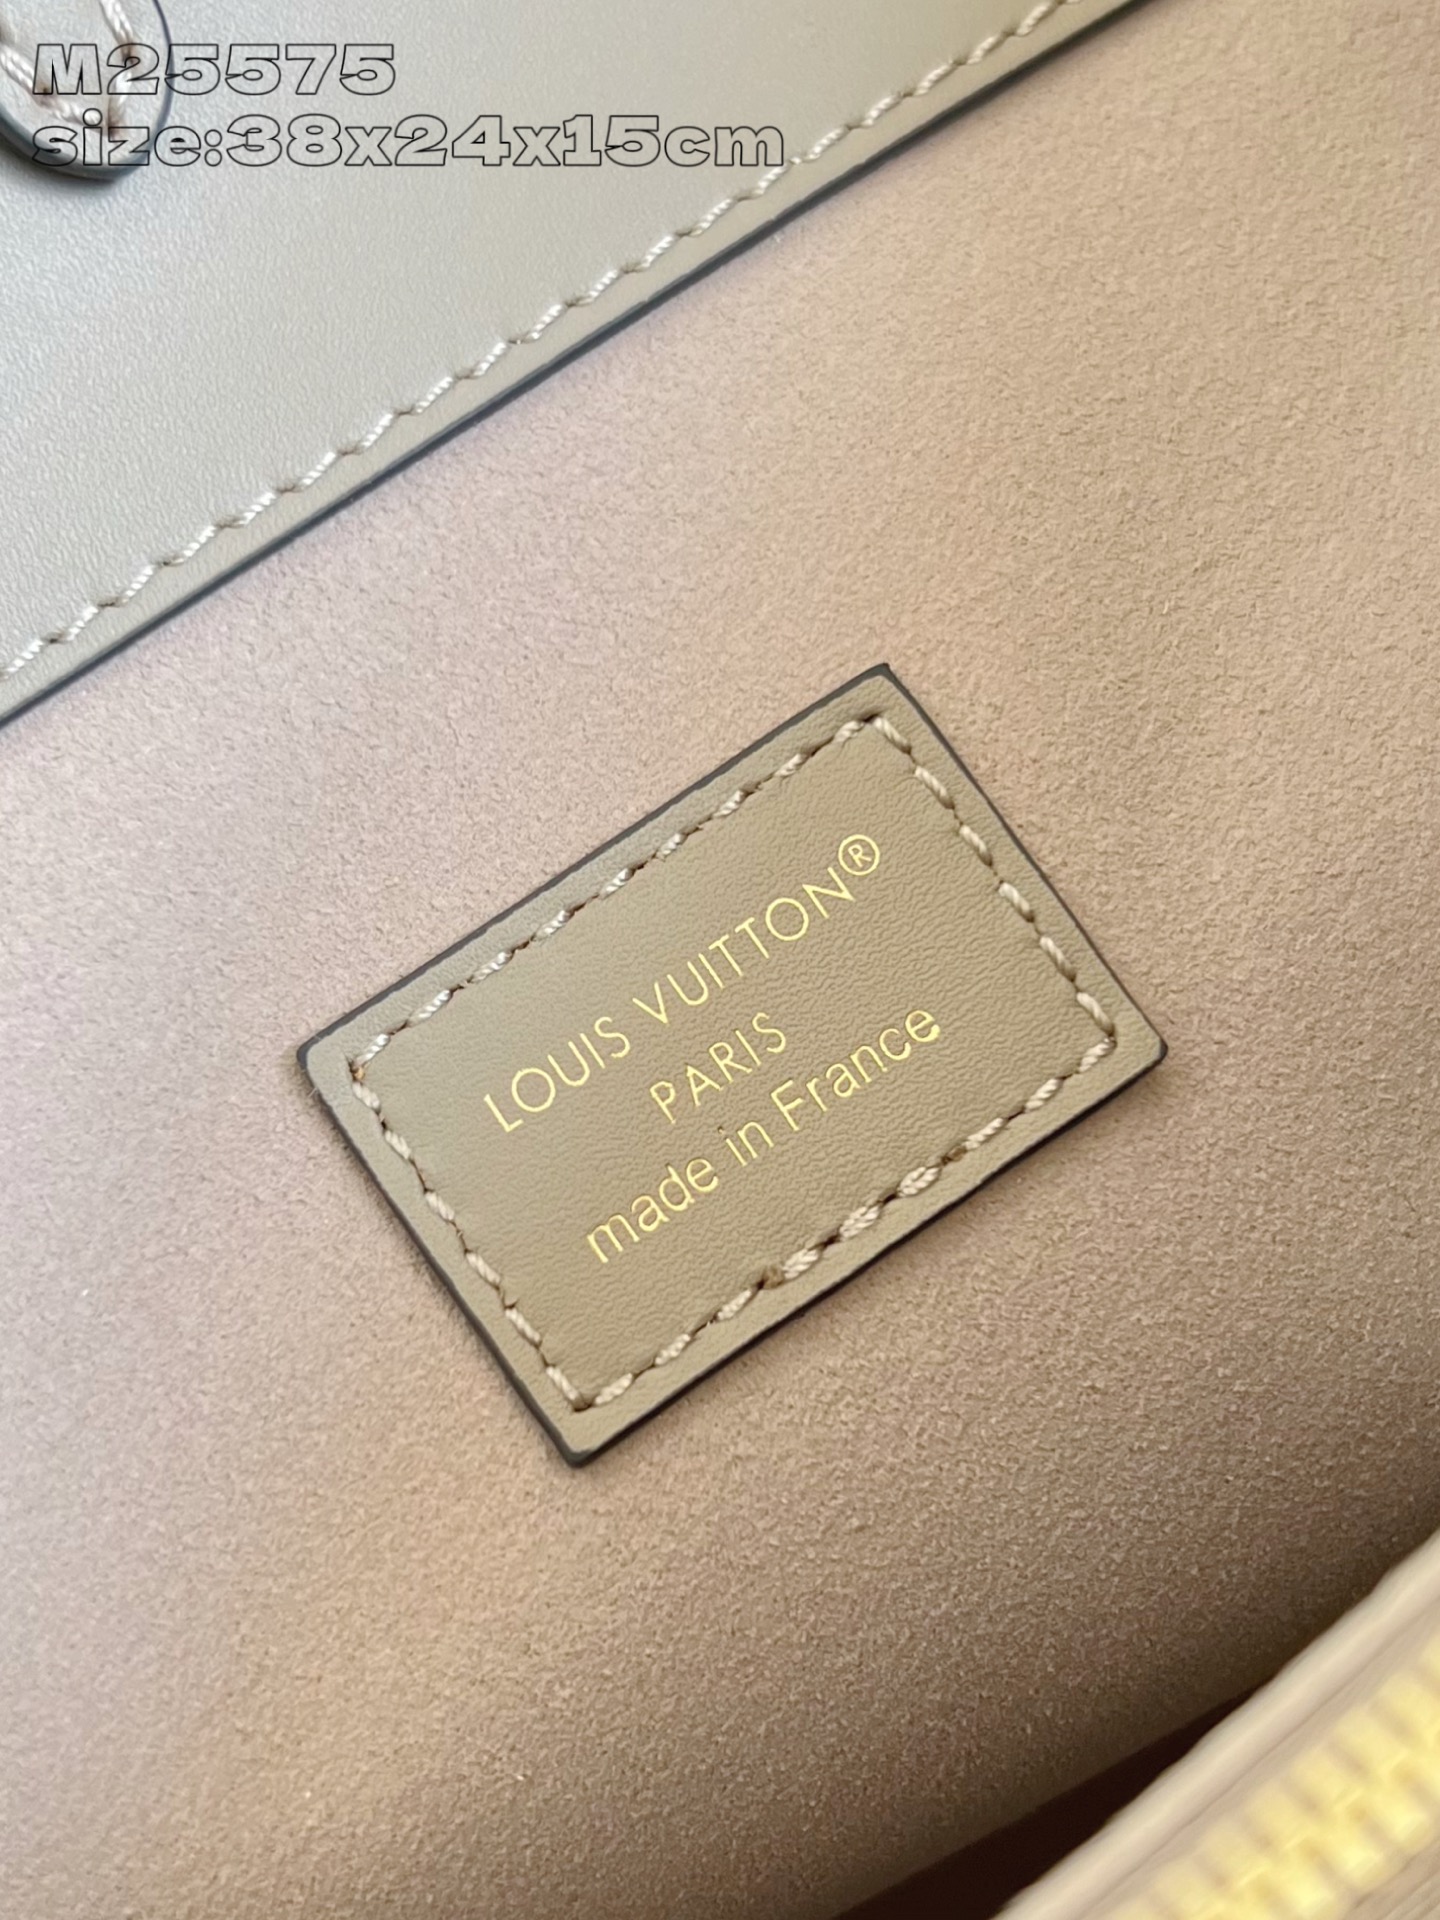 M25575
size:38x24x15cm
LOUIS VUITTON®
PARIS
made in France